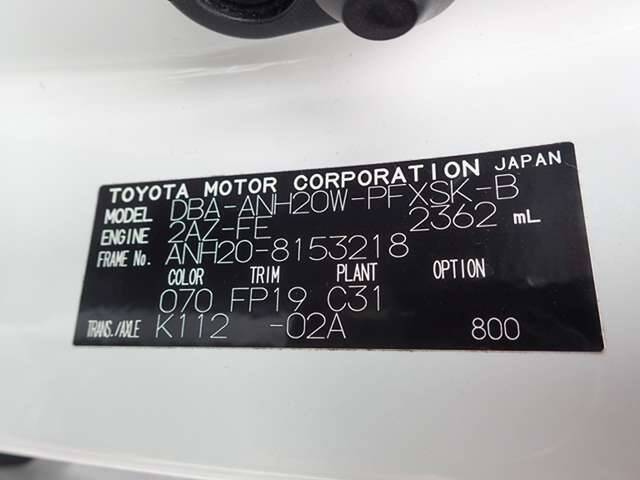 TOYOTA MOTOR CORPORATION JAPAN
MODEL DBA-ANH20W-PFXSK-B
ENGINE 2AZ-FE 2362 mL
FRAME No. ANH20-8153218
COLOR TRIM PLANT OPTION
070 FP19 C31
TRANS./AXLE K112 -02A 800